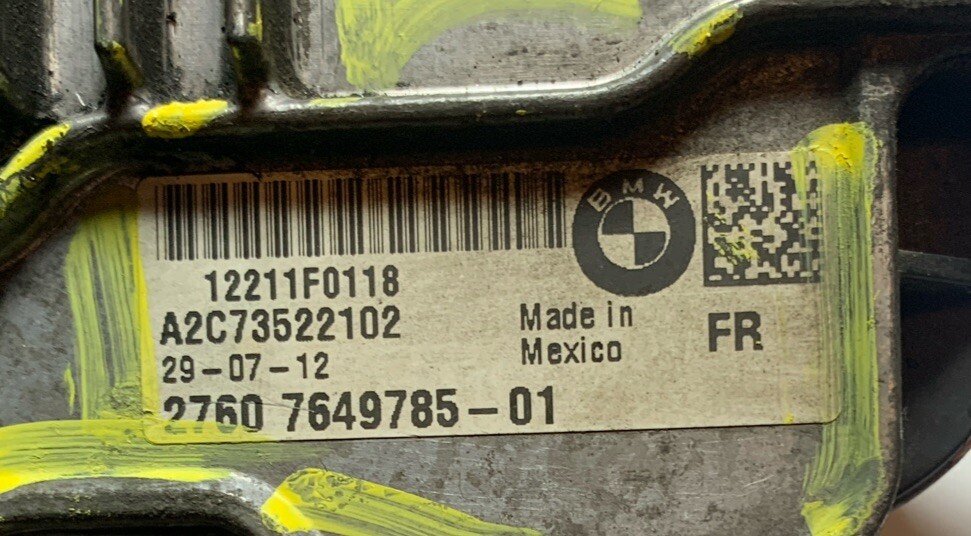 BMW
12211F0118
A2C73522102
29-07-12
2760 7649785-01
Made in
Mexico
FR